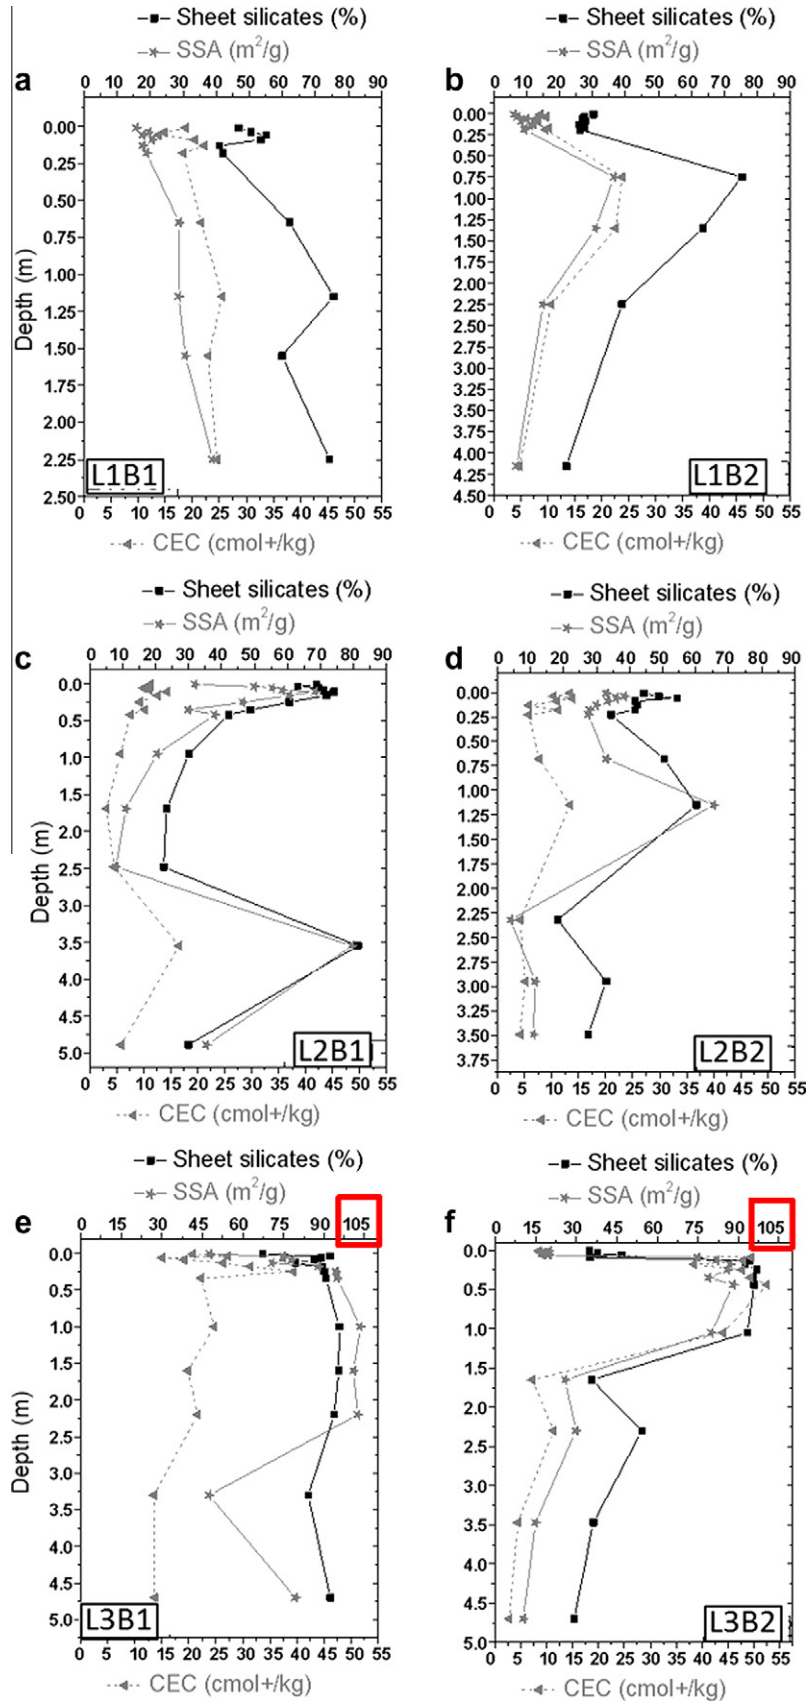 Sheet silicates (%)
SSA (m²/g)
a
0 10 20 30 40 50 60 70 80 90
0.00
0.25
0.50
0.75
1.00
1.25
1.50
1.75
2.00
2.25
2.50
Depth (m)
L1B1
0 5 10 15 20 25 30 35 40 45 50 55
CEC (cmol+/kg)
Sheet silicates (%)
SSA (m²/g)
b
0 10 20 30 40 50 60 70 80 90
0.00
0.25
0.50
0.75
1.00
1.25
1.50
2.00
2.25
2.50
2.75
3.00
3.25
3.50
3.75
4.00
4.15
4.50
L1B2
0 5 10 15 20 25 30 35 40 45 50 55
CEC (cmol+/kg)
Sheet silicates (%)
SSA (m²/g)
c
0 10 20 30 40 50 60 70 80 90
0.0
0.5
1.0
1.5
2.0
2.5
3.0
3.5
4.0
4.5
5.0
Depth (m)
L2B1
0 5 10 15 20 25 30 35 40 45 50 55
CEC (cmol+/kg)
Sheet silicates (%)
SSA (m²/g)
d
0 10 20 30 40 50 60 70 80 90
0.00
0.25
0.50
0.75
1.00
1.25
1.50
1.75
2.00
2.25
2.50
2.75
3.00
3.25
3.50
3.75
L2B2
0 5 10 15 20 25 30 35 40 45 50 55
CEC (cmol+/kg)
Sheet silicates (%)
SSA (m²/g)
e
0 15 30 45 60 75 90 105
0.0
0.5
1.0
1.5
2.0
2.5
3.0
3.5
4.0
4.5
5.0
Depth (m)
L3B1
0 5 10 15 20 25 30 35 40 45 50 55
CEC (cmol+/kg)
Sheet silicates (%)
SSA (m²/g)
f
0 15 30 45 60 75 90 105
0.0
0.5
1.0
1.5
2.0
2.5
3.0
3.5
4.0
4.5
5.0
L3B2
0 5 10 15 20 25 30 35 40 45 50 55
CEC (cmol+/kg)